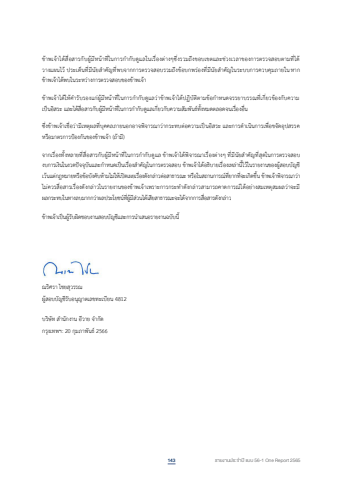 ข้าพเจ้าได้สื่อสารกับผู้มีหน้าที่ในการกำกับดูแลในเรื่องต่างๆซึ่งรวมถึงขอบเขตและช่วงเวลาของการตรวจสอบตามที่ได้
วางแผนไว้ ประเด็นที่มีนัยสำคัญที่พบจากการตรวจสอบรวมถึงข้อบกพร่องที่มีนัยสำคัญในระบบการควบคุมภายในหาก
ข้าพเจ้าได้พบในระหว่างการตรวจสอบของข้าพเจ้า
ข้าพเจ้าได้ให้คำรับรองแก่ผู้มีหน้าที่ในการกำกับดูแลว่าข้าพเจ้าได้ปฏิบัติตามข้อกำหนดจรรยาบรรณที่เกี่ยวข้องกับความ
เป็นอิสระ และได้สื่อสารกับผู้มีหน้าที่ในการกำกับดูแลเกี่ยวกับความสัมพันธ์ทั้งหมดตลอดจนเรื่องอื่น
ซึ่งข้าพเจ้าเชื่อว่ามีเหตุผลที่บุคคลภายนอกอาจพิจารณาว่ากระทบต่อความเป็นอิสระ และการดำเนินการเพื่อขจัดอุปสรรค
หรือมาตรการป้องกันของข้าพเจ้า (ถ้ามี)
จากเรื่องทั้งหลายที่สื่อสารกับผู้มีหน้าที่ในการกำกับดูแล ข้าพเจ้าได้พิจารณาเรื่องต่างๆ ที่มีนัยสำคัญที่สุดในการตรวจสอบ
งบการเงินในงวดปัจจุบันและกำหนดเป็นเรื่องสำคัญในการตรวจสอบ ข้าพเจ้าได้อธิบายเรื่องเหล่านี้ไว้ในรายงานของผู้สอบบัญชี
เว้นแต่กฎหมายหรือข้อบังคับห้ามไม่ให้เปิดเผยเรื่องดังกล่าวต่อสาธารณะ หรือในสถานการณ์ที่ยากที่จะเกิดขึ้น ข้าพเจ้าพิจารณาว่า
ไม่ควรสื่อสารเรื่องดังกล่าวในรายงานของข้าพเจ้าเพราะการกระทำดังกล่าวสามารถคาดการณ์ได้อย่างสมเหตุสมผลว่าจะมี
ผลกระทบในทางลบมากกว่าผลประโยชน์ที่ผู้มีส่วนได้เสียสาธารณะจะได้จากการสื่อสารดังกล่าว
ข้าพเจ้าเป็นผู้รับผิดชอบงานสอบบัญชีและการนำเสนอรายงานฉบับนี้
ณริศรา ไชยสุวรรณ
ผู้สอบบัญชีรับอนุญาตเลขทะเบียน 4812
บริษัท สำนักงาน อีวาย จำกัด
กรุงเทพฯ: 20 กุมภาพันธ์ 2566
143 รายงานประจำปี แบบ 56-1 One Report 2565